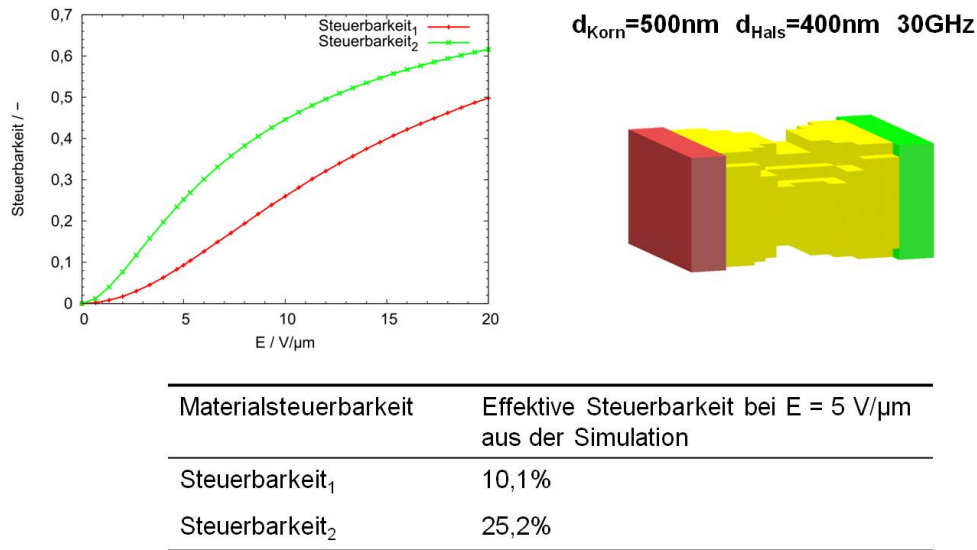 d_Korn=500nm d_Hals=400nm 30GHz
Steuerbarkeit₁
Steuerbarkeit₂
0,7
0,6
0,5
0,4
0,3
0,2
0,1
0
Steuerbarkeit / –
0 5 10 15 20
E / V/µm
Materialsteuerbarkeit Effektive Steuerbarkeit bei E = 5 V/µm
aus der Simulation
Steuerbarkeit₁ 10,1%
Steuerbarkeit₂ 25,2%